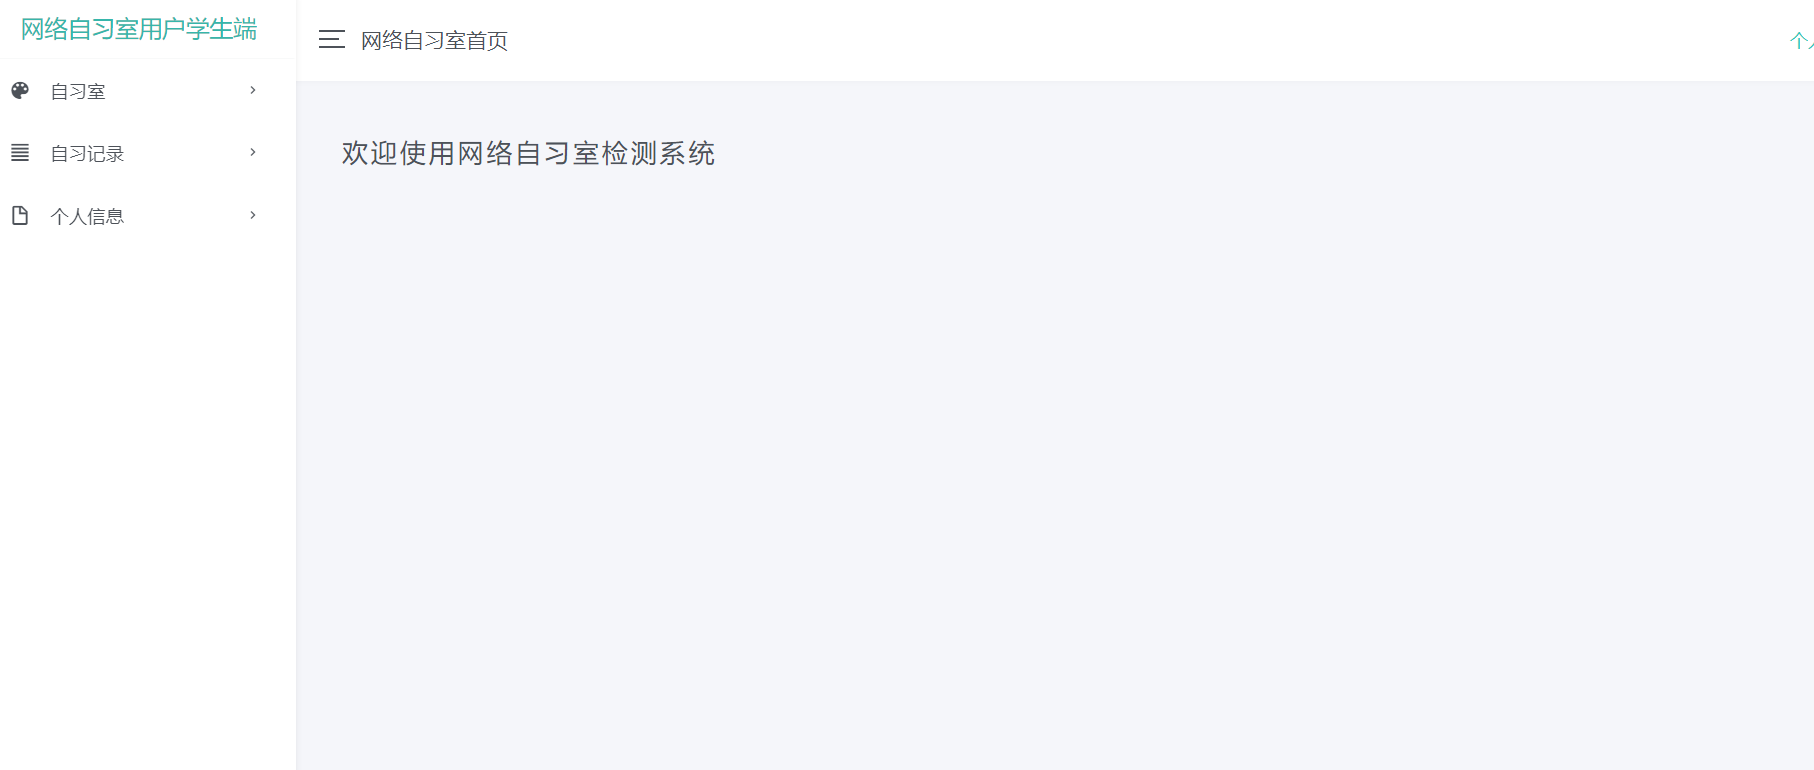 网络自习室用户学生端
自习室
自习记录
个人信息
网络自习室首页
个
欢迎使用网络自习室检测系统